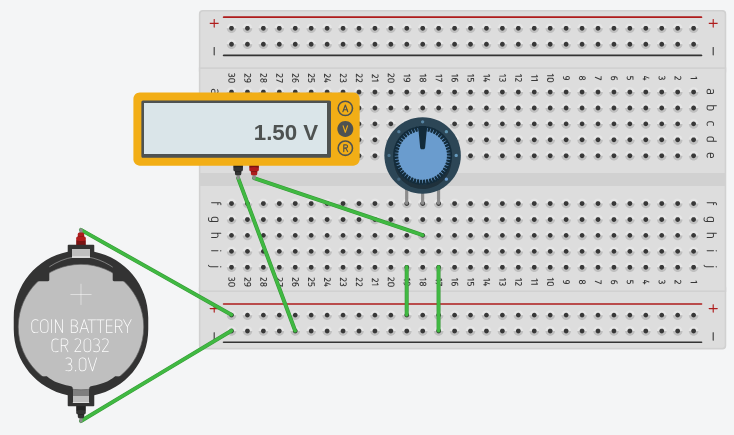 + +
− −
30 29 28 27 26 25 24 23 22 21 20 19 18 17 16 15 14 13 12 11 10 9 8 7 6 5 4 3 2 1
a a
A
b
1.50 V V
c
d
R
e
f f
g g
h h
i i
j j
30 29 28 27 26 25 24 23 22 21 20 19 18 17 16 15 14 13 12 11 10 9 8 7 6 5 4 3 2 1
+ +
− −
+
COIN BATTERY
CR 2032
3.0V